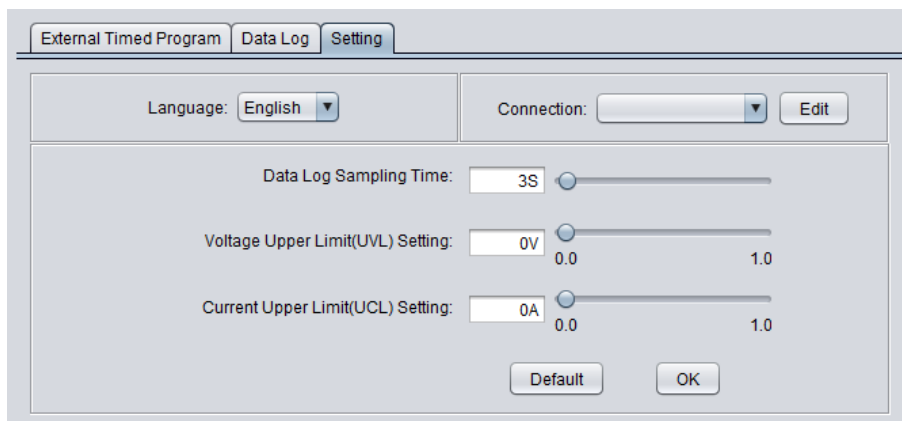 External Timed Program Data Log Setting
Language: English Connection: Edit
Data Log Sampling Time: 3S
Voltage Upper Limit(UVL) Setting: 0V
0.0 1.0
Current Upper Limit(UCL) Setting: 0A
0.0 1.0
Default OK